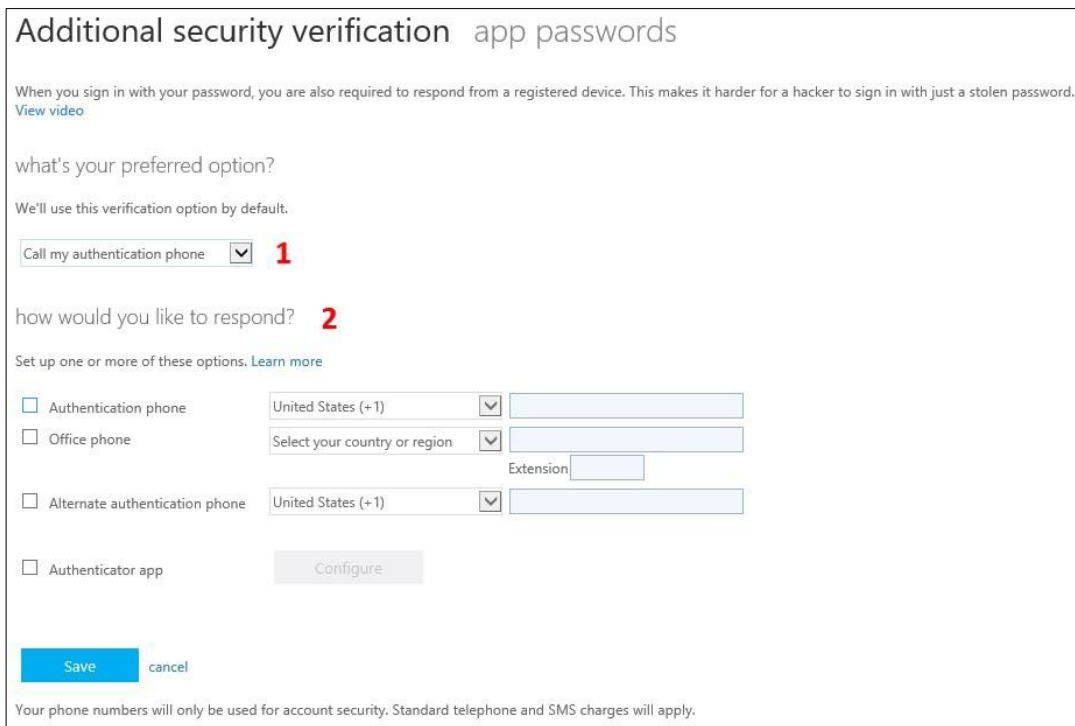 Additional security verification app passwords
When you sign in with your password, you are also required to respond from a registered device. This makes it harder for a hacker to sign in with just a stolen password.
View video
what's your preferred option?
We'll use this verification option by default.
Call my authentication phone 1
how would you like to respond? 2
Set up one or more of these options. Learn more
Authentication phone United States (+1)
Office phone Select your country or region
Extension
Alternate authentication phone United States (+1)
Authenticator app Configure
Save cancel
Your phone numbers will only be used for account security. Standard telephone and SMS charges will apply.